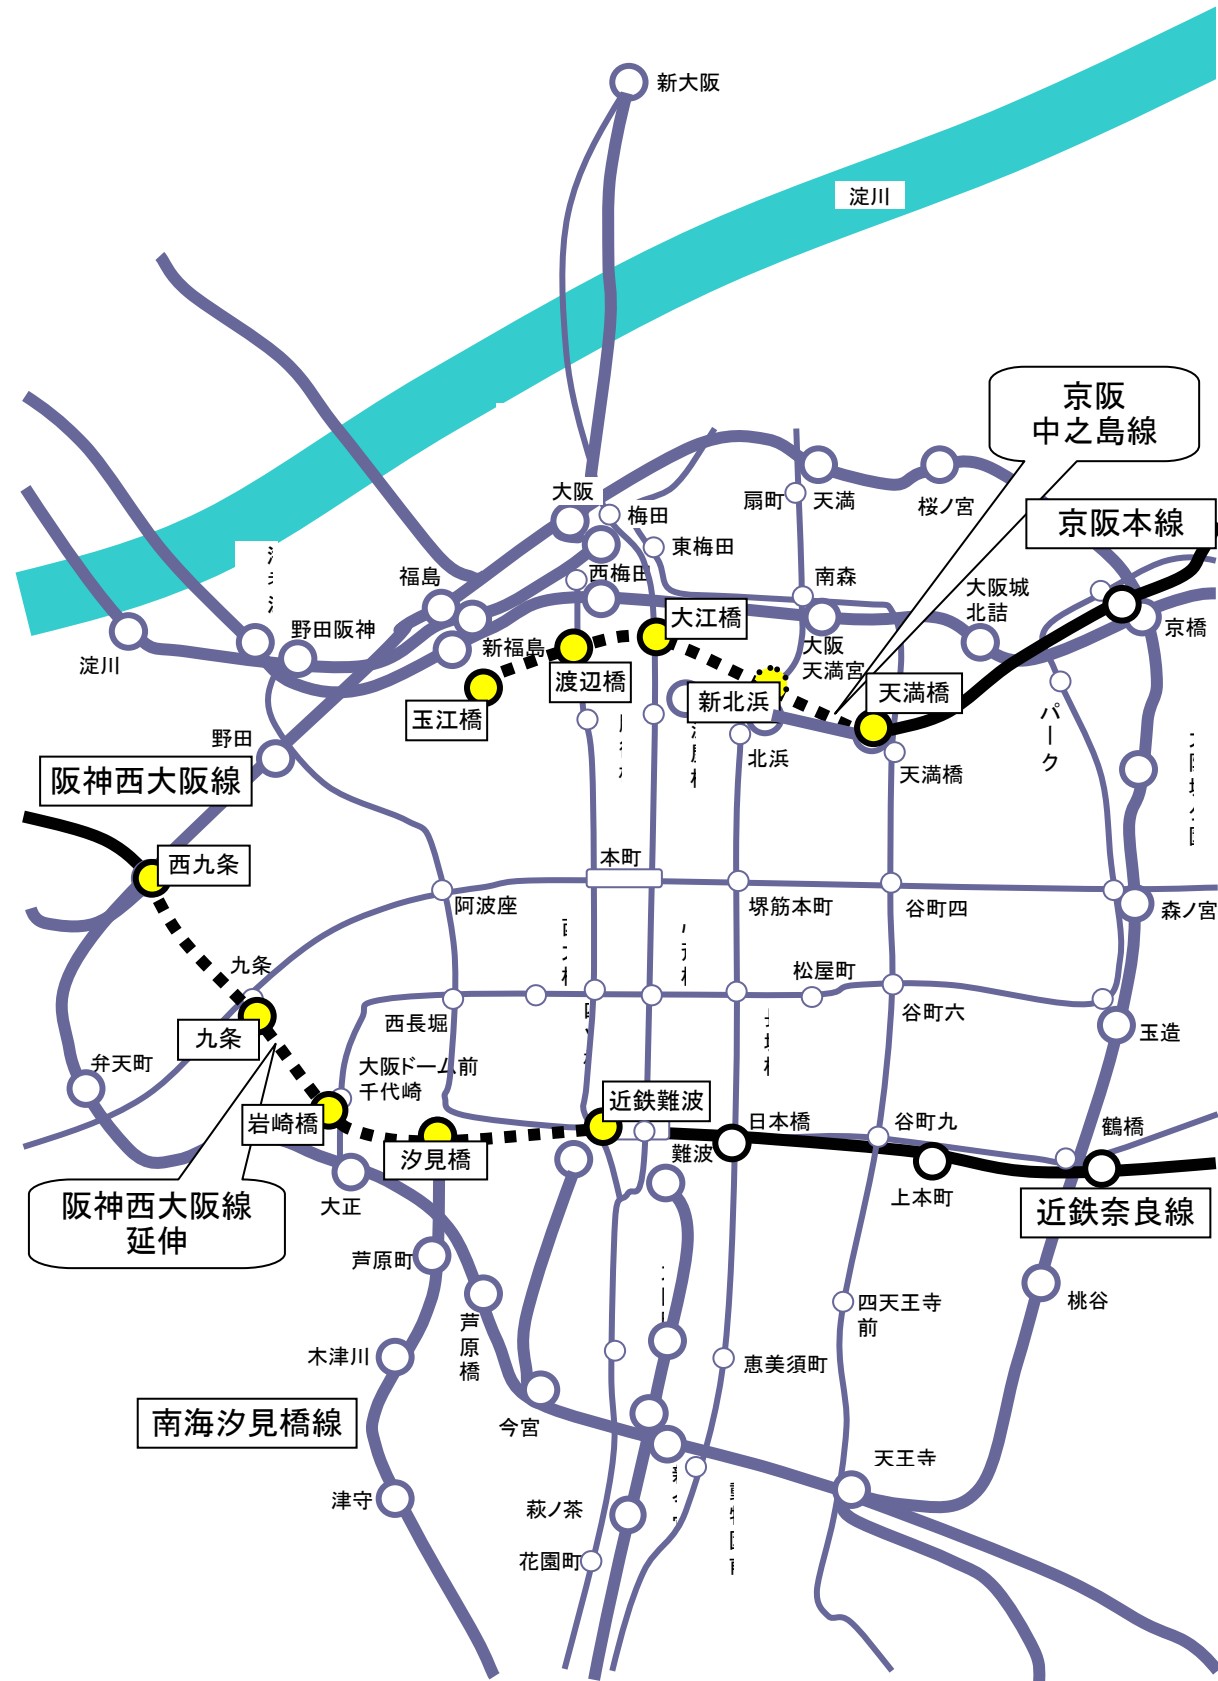 新大阪
淀川
京阪
中之島線
大阪
梅田
扇町
天満
桜ノ宮
京阪本線
東梅田
福島
西梅田
南森
大阪城
北詰
大江橋
京橋
野田阪神
新福島
大阪
天満宮
淀川
渡辺橋
新北浜
天満橋
玉江橋
パーク
野田
北浜
天満橋
阪神西大阪線
西九条
本町
阿波座
堺筋本町
谷町四
森ノ宮
九条
松屋町
西長堀
谷町六
九条
玉造
弁天町
大阪ドーム前
千代崎
近鉄難波
岩崎橋
日本橋
谷町九
鶴橋
汐見橋
難波
上本町
阪神西大阪線
延伸
大正
近鉄奈良線
芦原町
四天王寺
前
桃谷
芦原橋
木津川
恵美須町
南海汐見橋線
今宮
天王寺
津守
萩ノ茶
花園町